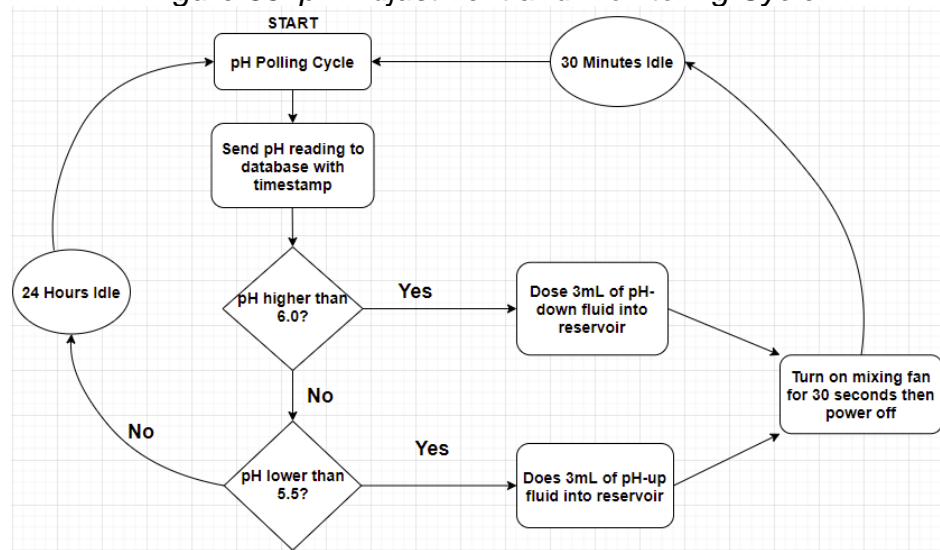 START
pH Polling Cycle
30 Minutes Idle
Send pH reading to
database with
timestamp
24 Hours Idle
pH higher than
6.0?
Yes
Dose 3mL of pH-
down fluid into
reservoir
No
Turn on mixing fan
for 30 seconds then
power off
No
pH lower than
5.5?
Yes
Does 3mL of pH-up
fluid into reservoir